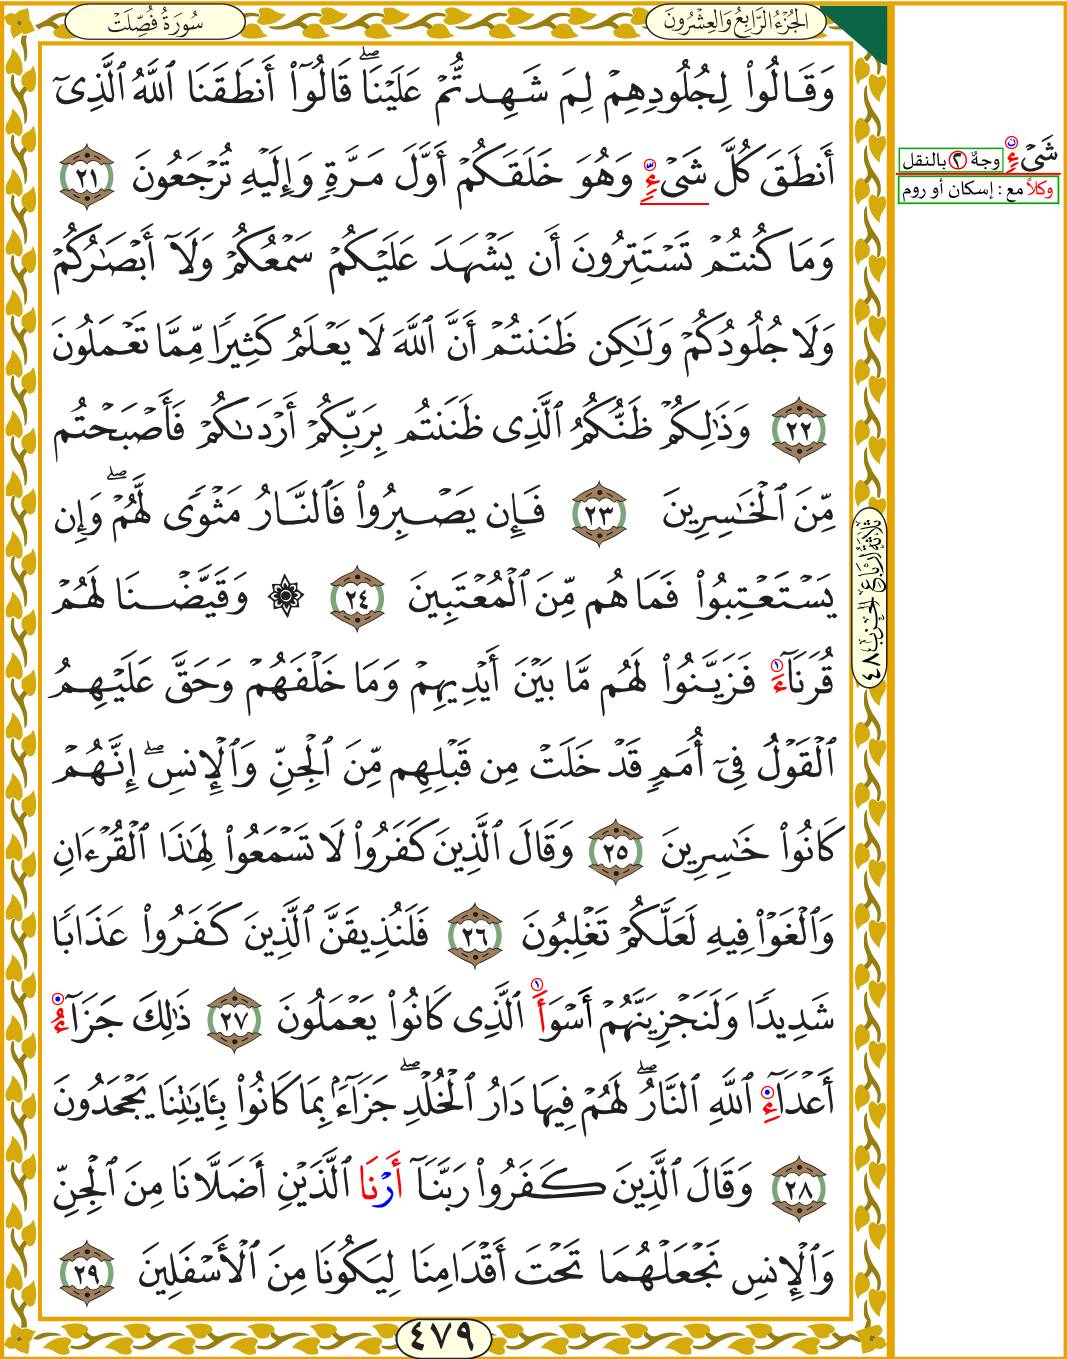 سُورَةُ فُصِّلَتْ
الجُزْءُ الرَّابِعُ وَالعِشْرُونَ
وَقَالُوا۟ لِجُلُودِهِمْ لِمَ شَهِدتُّمْ عَلَيْنَا ۖ قَالُوٓا۟ أَنطَقَنَا ٱللَّهُ ٱلَّذِىٓ
أَنطَقَ كُلَّ شَىْءٍۢ وَهُوَ خَلَقَكُمْ أَوَّلَ مَرَّةٍ وَإِلَيْهِ تُرْجَعُونَ ٢١
وَمَا كُنتُمْ تَسْتَتِرُونَ أَن يَشْهَدَ عَلَيْكُمْ سَمْعُكُمْ وَلَآ أَبْصَٰرُكُمْ
وَلَا جُلُودُكُمْ وَلَٰكِن ظَنَنتُمْ أَنَّ ٱللَّهَ لَا يَعْلَمُ كَثِيرًا مِّمَّا تَعْمَلُونَ
٢٢ وَذَٰلِكُمْ ظَنُّكُمُ ٱلَّذِى ظَنَنتُم بِرَبِّكُمْ أَرْدَىٰكُمْ فَأَصْبَحْتُم
مِّنَ ٱلْخَٰسِرِينَ ٢٣ فَإِن يَصْبِرُوا۟ فَٱلنَّارُ مَثْوًى لَّهُمْ ۖ وَإِن
يَسْتَعْتِبُوا۟ فَمَا هُم مِّنَ ٱلْمُعْتَبِينَ ٢٤ ۞ وَقَيَّضْنَا لَهُمْ
قُرَنَآءَ فَزَيَّنُوا۟ لَهُم مَّا بَيْنَ أَيْدِيهِمْ وَمَا خَلْفَهُمْ وَحَقَّ عَلَيْهِمُ
ٱلْقَوْلُ فِىٓ أُمَمٍ قَدْ خَلَتْ مِن قَبْلِهِم مِّنَ ٱلْجِنِّ وَٱلْإِنسِ ۖ إِنَّهُمْ
كَانُوا۟ خَٰسِرِينَ ٢٥ وَقَالَ ٱلَّذِينَ كَفَرُوا۟ لَا تَسْمَعُوا۟ لِهَٰذَا ٱلْقُرْءَانِ
وَٱلْغَوْا۟ فِيهِ لَعَلَّكُمْ تَغْلِبُونَ ٢٦ فَلَنُذِيقَنَّ ٱلَّذِينَ كَفَرُوا۟ عَذَابًا
شَدِيدًا وَلَنَجْزِيَنَّهُمْ أَسْوَأَ ٱلَّذِى كَانُوا۟ يَعْمَلُونَ ٢٧ ذَٰلِكَ جَزَآءُ
أَعْدَآءِ ٱللَّهِ ٱلنَّارُ ۖ لَهُمْ فِيهَا دَارُ ٱلْخُلْدِ ۖ جَزَآءًۢ بِمَا كَانُوا۟ بِـَٔايَٰتِنَا يَجْحَدُونَ
٢٨ وَقَالَ ٱلَّذِينَ كَفَرُوا۟ رَبَّنَآ أَرْنَا ٱلَّذَيْنِ أَضَلَّانَا مِنَ ٱلْجِنِّ
وَٱلْإِنسِ نَجْعَلْهُمَا تَحْتَ أَقْدَامِنَا لِيَكُونَا مِنَ ٱلْأَسْفَلِينَ ٢٩
شَىْءٍ وجهٌ ٢ بالنقل
وكلاً مع : إسكان أو روم
ثَلَاثَةُ أَرْبَاعِ الحِزْبِ ٤٨
٤٧٩